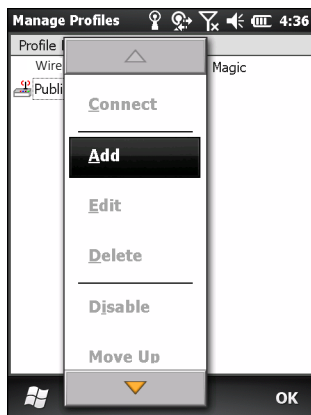 Manage Profiles 4:36
Profile
Wire Magic
Publi
Connect
Add
Edit
Delete
Disable
Move Up
OK